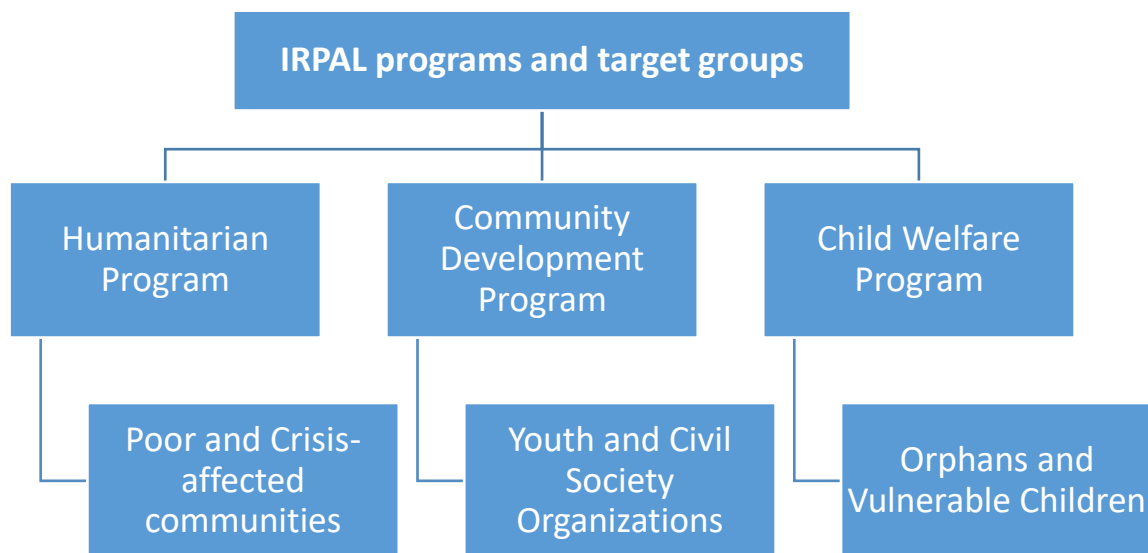 IRPAL programs and target groups
Humanitarian
Program
Community
Development
Program
Child Welfare
Program
Poor and Crisis-
affected
communities
Youth and Civil
Society
Organizations
Orphans and
Vulnerable Children